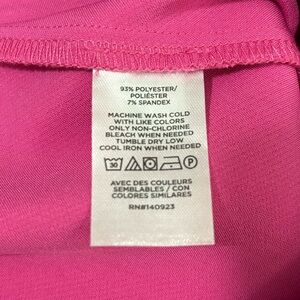 93% POLYESTER/
POLIÉSTER
7% SPANDEX
MACHINE WASH COLD
WITH LIKE COLORS
ONLY NON-CHLORINE
BLEACH WHEN NEEDED
TUMBLE DRY LOW
COOL IRON WHEN NEEDED
30
P
AVEC DES COULEURS
SEMBLABLES / CON
COLORES SIMILARES
RN#140923